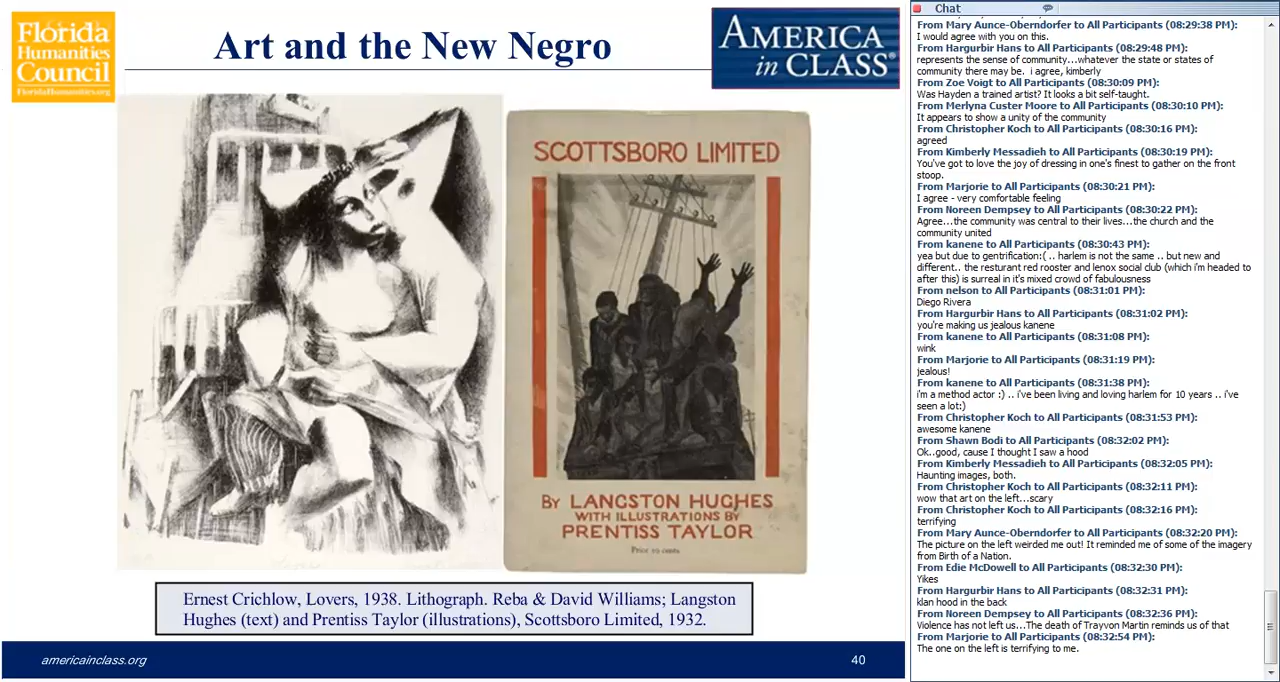 Florida
Humanities
Council
FloridaHumanities.org
Art and the New Negro
AMERICA
in CLASS®
SCOTTSBORO LIMITED
BY LANGSTON HUGHES
WITH ILLUSTRATIONS BY
PRENTISS TAYLOR
Price 50 cents
Ernest Crichlow, Lovers, 1938. Lithograph. Reba & David Williams; Langston
Hughes (text) and Prentiss Taylor (illustrations), Scottsboro Limited, 1932.
americainclass.org
40
Chat
From Mary Aunce-Oberndorfer to All Participants (08:29:38 PM):
I would agree with you on this.
From Hargurbir Hans to All Participants (08:29:48 PM):
represents the sense of community...whatever the state or states of
community there may be. i agree, kimberly
From Zoe Voigt to All Participants (08:30:09 PM):
Was Hayden a trained artist? It looks a bit self-taught.
From Merlyna Custer Moore to All Participants (08:30:10 PM):
It appears to show a unity of the community
From Christopher Koch to All Participants (08:30:16 PM):
agreed
From Kimberly Messadieh to All Participants (08:30:19 PM):
You've got to love the joy of dressing in one's finest to gather on the front
stoop.
From Marjorie to All Participants (08:30:21 PM):
I agree - very comfortable feeling
From Noreen Dempsey to All Participants (08:30:22 PM):
Agree...the community was central to their lives...the church and the
community united
From kanene to All Participants (08:30:43 PM):
yea but due to gentrification:( .. harlem is not the same .. but new and
different.. the resturant red rooster and lenox social club (which i'm headed to
after this) is surreal in it's mixed crowd of fabulousness
From nelson to All Participants (08:31:01 PM):
Diego Rivera
From Hargurbir Hans to All Participants (08:31:02 PM):
you're making us jealous kanene
From kanene to All Participants (08:31:08 PM):
wink
From Marjorie to All Participants (08:31:19 PM):
jealous!
From kanene to All Participants (08:31:38 PM):
i'm a method actor :) .. i've been living and loving harlem for 10 years .. i've
seen a lot:)
From Christopher Koch to All Participants (08:31:53 PM):
awesome kanene
From Shawn Bodi to All Participants (08:32:02 PM):
Ok..good, cause I thought I saw a hood
From Kimberly Messadieh to All Participants (08:32:05 PM):
Haunting images, both.
From Christopher Koch to All Participants (08:32:11 PM):
wow that art on the left...scary
From Christopher Koch to All Participants (08:32:16 PM):
terrifying
From Mary Aunce-Oberndorfer to All Participants (08:32:20 PM):
The picture on the left weirded me out! It reminded me of some of the imagery
from Birth of a Nation.
From Edie McDowell to All Participants (08:32:30 PM):
Yikes
From Hargurbir Hans to All Participants (08:32:31 PM):
klan hood in the back
From Noreen Dempsey to All Participants (08:32:36 PM):
Violence has not left us...The death of Trayvon Martin reminds us of that
From Marjorie to All Participants (08:32:54 PM):
The one on the left is terrifying to me.